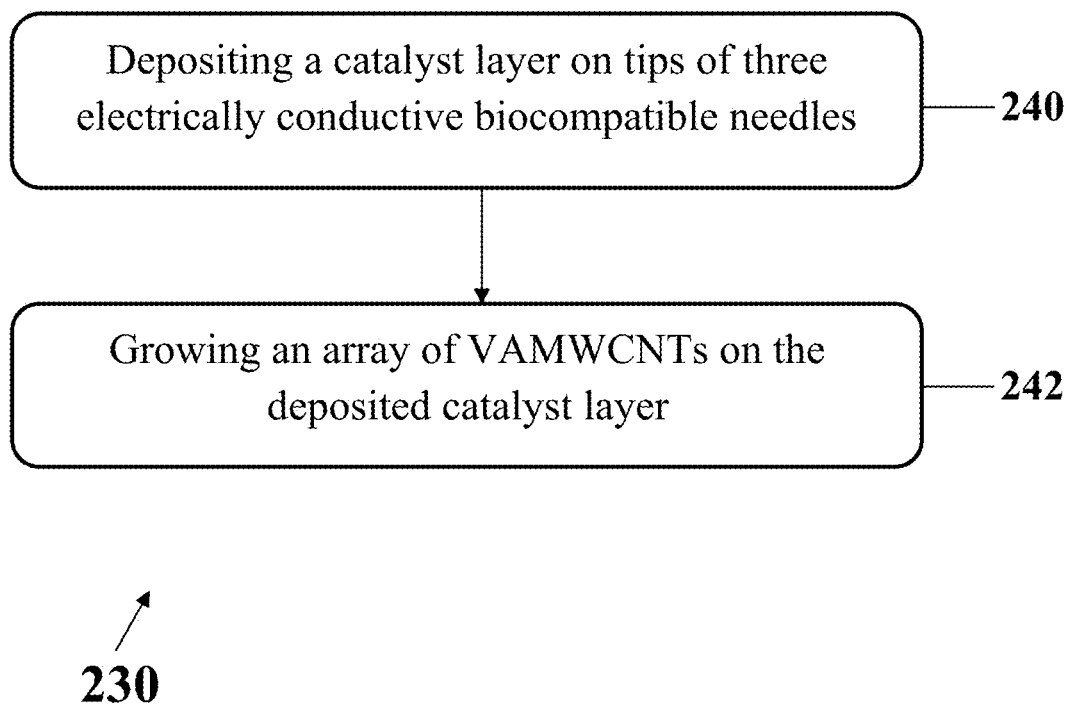 Depositing a catalyst layer on tips of three
electrically conductive biocompatible needles
240
Growing an array of VAMWCNTs on the
deposited catalyst layer
242
230